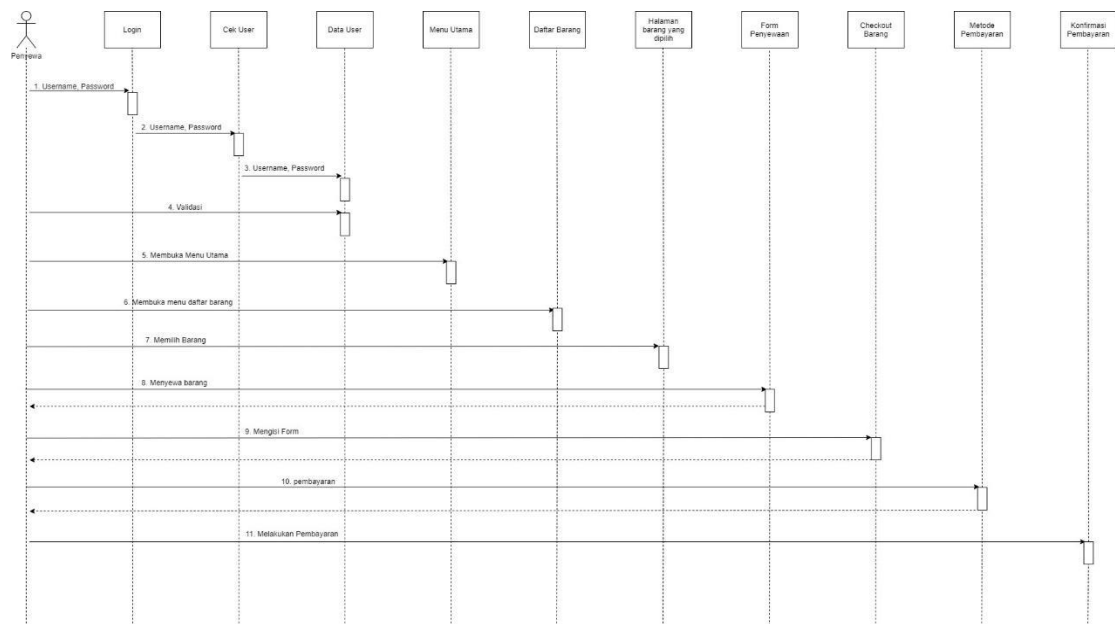 Login
Cek User
Data User
Menu Utama
Daftar Barang
Halaman
barang yang
dipilih
Form
Penyewaan
Checkout
Barang
Metode
Pembayaran
Konfirmasi
Pembayaran
Penyewa
1. Username, Password
2. Username, Password
3. Username, Password
4. Validasi
5. Membuka Menu Utama
6. Membuka menu daftar barang
7. Memilih Barang
8. Menyewa barang
9. Mengisi Form
10. pembayaran
11. Melakukan Pembayaran